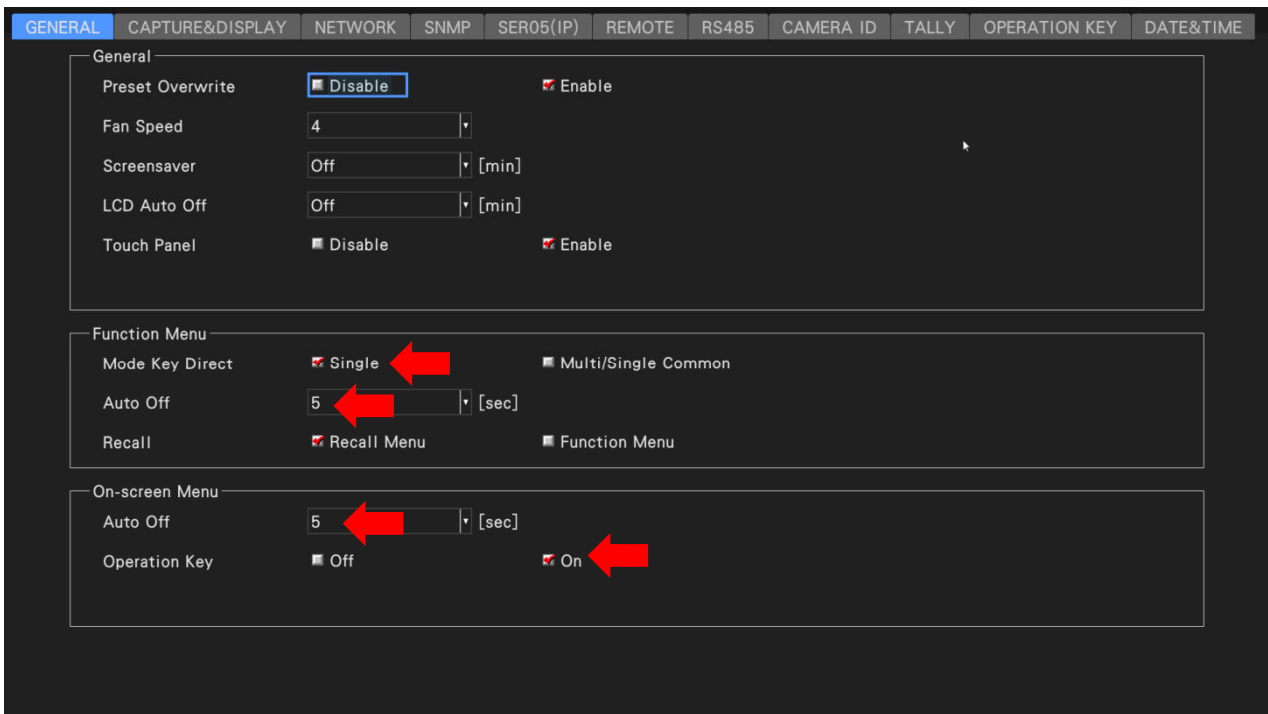 GENERAL CAPTURE&DISPLAY NETWORK SNMP SER05(IP) REMOTE RS485 CAMERA ID TALLY OPERATION KEY DATE&TIME
General
Preset Overwrite Disable Enable
Fan Speed 4
Screensaver Off [min]
LCD Auto Off Off [min]
Touch Panel Disable Enable
Function Menu
Mode Key Direct Single Multi/Single Common
Auto Off 5 [sec]
Recall Recall Menu Function Menu
On-screen Menu
Auto Off 5 [sec]
Operation Key Off On